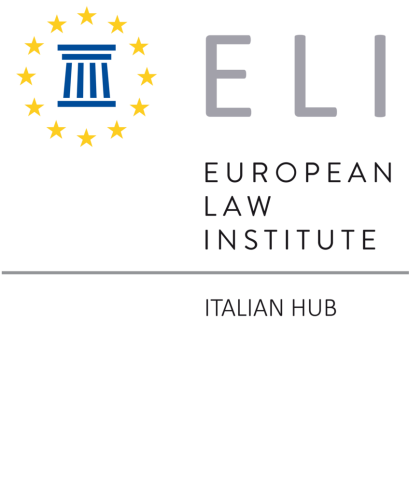 ELI
EUROPEAN
LAW
INSTITUTE
ITALIAN HUB